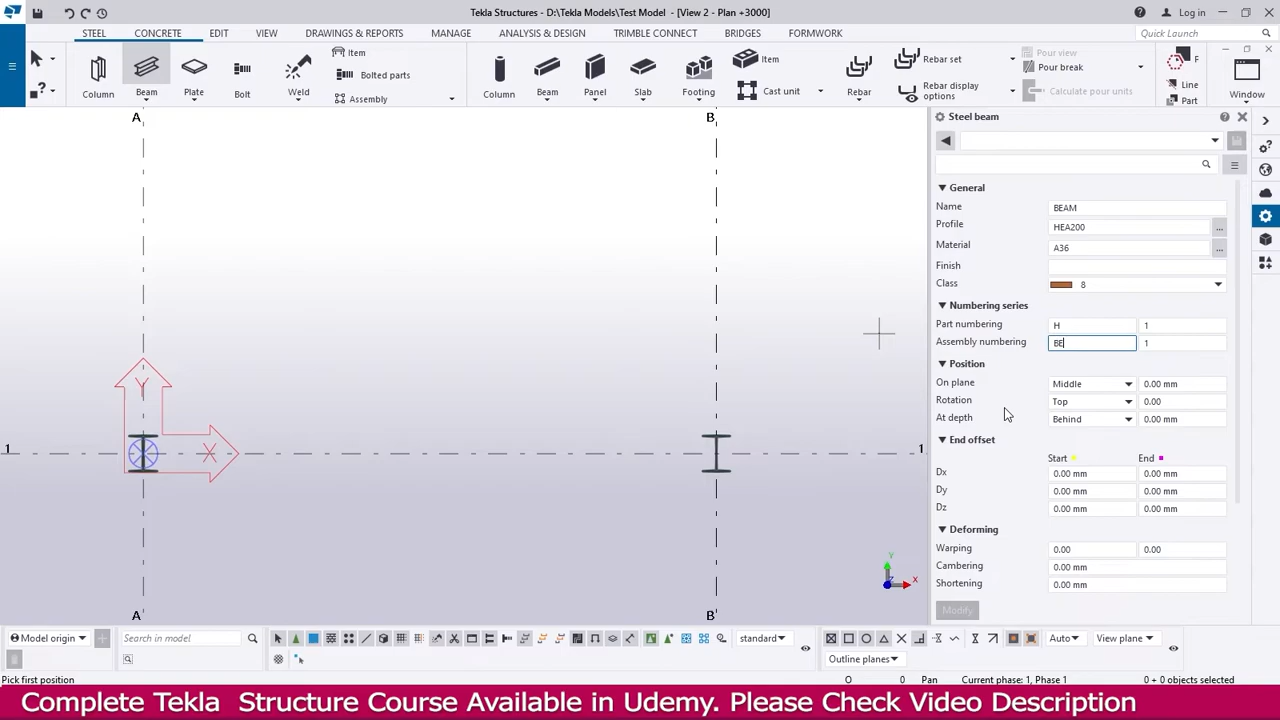 Tekla Structures - D:\Tekla Models\Test Model - [View 2 - Plan +3000]
Log in
STEEL CONCRETE EDIT VIEW DRAWINGS & REPORTS MANAGE ANALYSIS & DESIGN TRIMBLE CONNECT BRIDGES FORMWORK
Quick Launch
Column Beam Plate Bolt Weld
Item
Bolted parts
Assembly
Column Beam Panel Slab Footing
Item
Cast unit
Rebar
Rebar set
Rebar display options
Pour view
Pour break
Calculate pour units
F
Line
Part
Window
A B
Steel beam
General
Name BEAM
Profile HEA200 ...
Material A36 ...
Finish
Class 8
Numbering series
Part numbering H 1
Assembly numbering BE 1
Position
On plane Middle 0.00 mm
Rotation Top 0.00
At depth Behind 0.00 mm
End offset
Start End
Dx 0.00 mm 0.00 mm
Dy 0.00 mm 0.00 mm
Dz 0.00 mm 0.00 mm
Deforming
Warping 0.00 0.00
Cambering 0.00 mm
Shortening 0.00 mm
Modify
Y
X
1 1
Y
X
A B
Model origin
Search in model
standard
Auto
View plane
Outline planes
Pick first position
O 0 Pan Current phase: 1, Phase 1 0 + 0 objects selected
Complete Tekla Structure Course Available in Udemy. Please Check Video Description